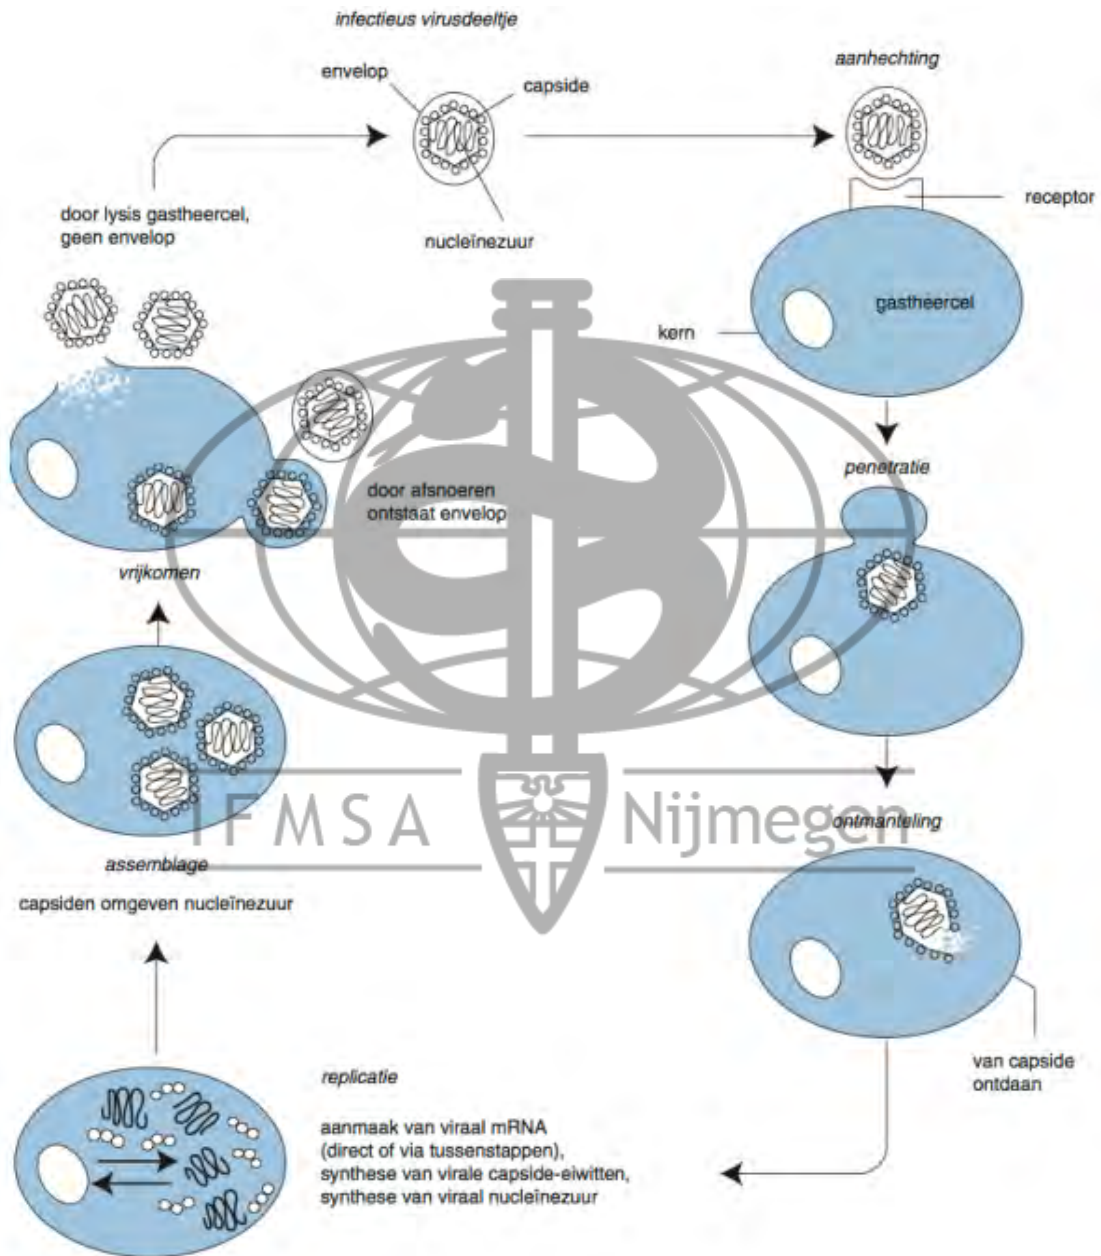 infectieus virusdeeltje
envelop
capside
nucleïnezuur
aanhechting
receptor
gastheercel
kern
penetratie
ontmanteling
van capside
ontdaan
replicatie
aanmaak van viraal mRNA
(direct of via tussenstappen),
synthese van virale capside-eiwitten,
synthese van viraal nucleïnezuur
assemblage
capsiden omgeven nucleïnezuur
vrijkomen
door afsnoeren
ontstaat envelop
door lysis gastheercel,
geen envelop
IFMSA Nijmegen